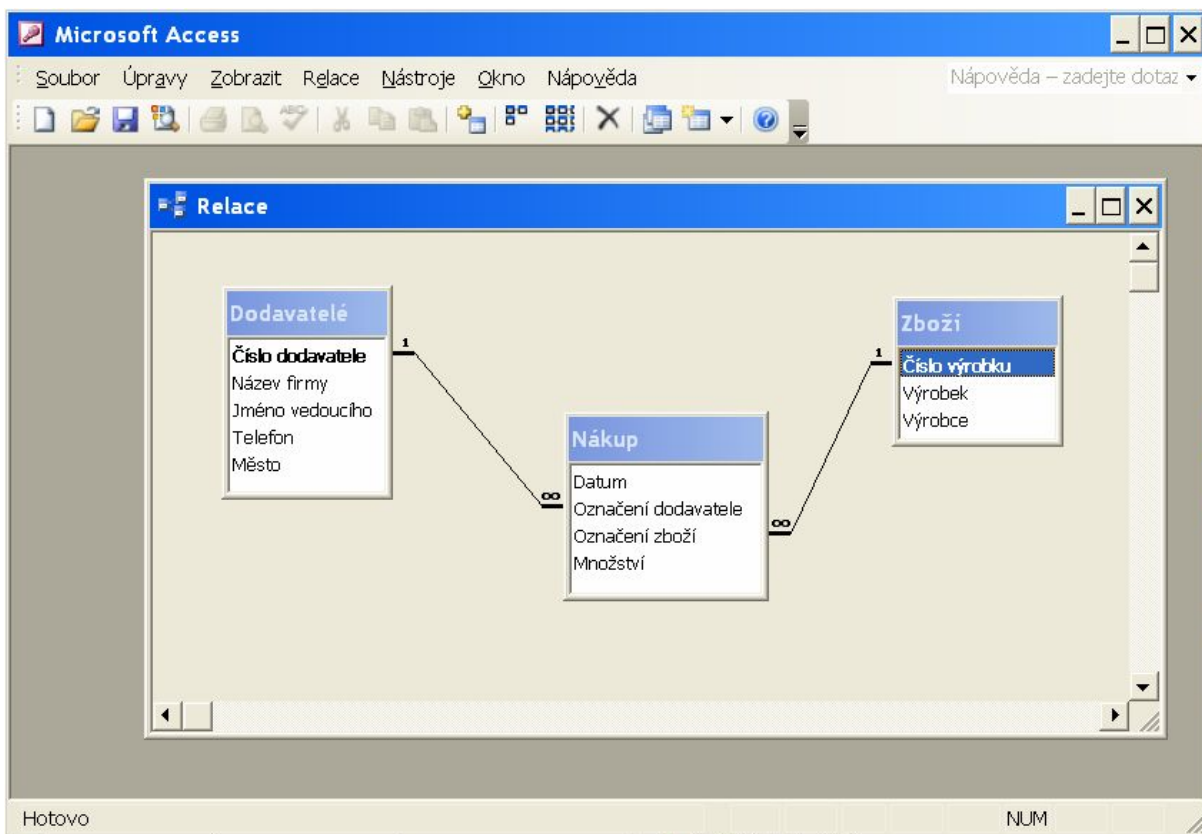 Microsoft Access
Soubor Úpravy Zobrazit Relace Nástroje Okno Nápověda Nápověda – zadejte dotaz
Relace
Dodavatelé
Číslo dodavatele
Název firmy
Jméno vedoucího
Telefon
Město
1
∞
Nákup
Datum
Označení dodavatele
Označení zboží
Množství
∞
1
Zboží
Číslo výrobku
Výrobek
Výrobce
Hotovo NUM